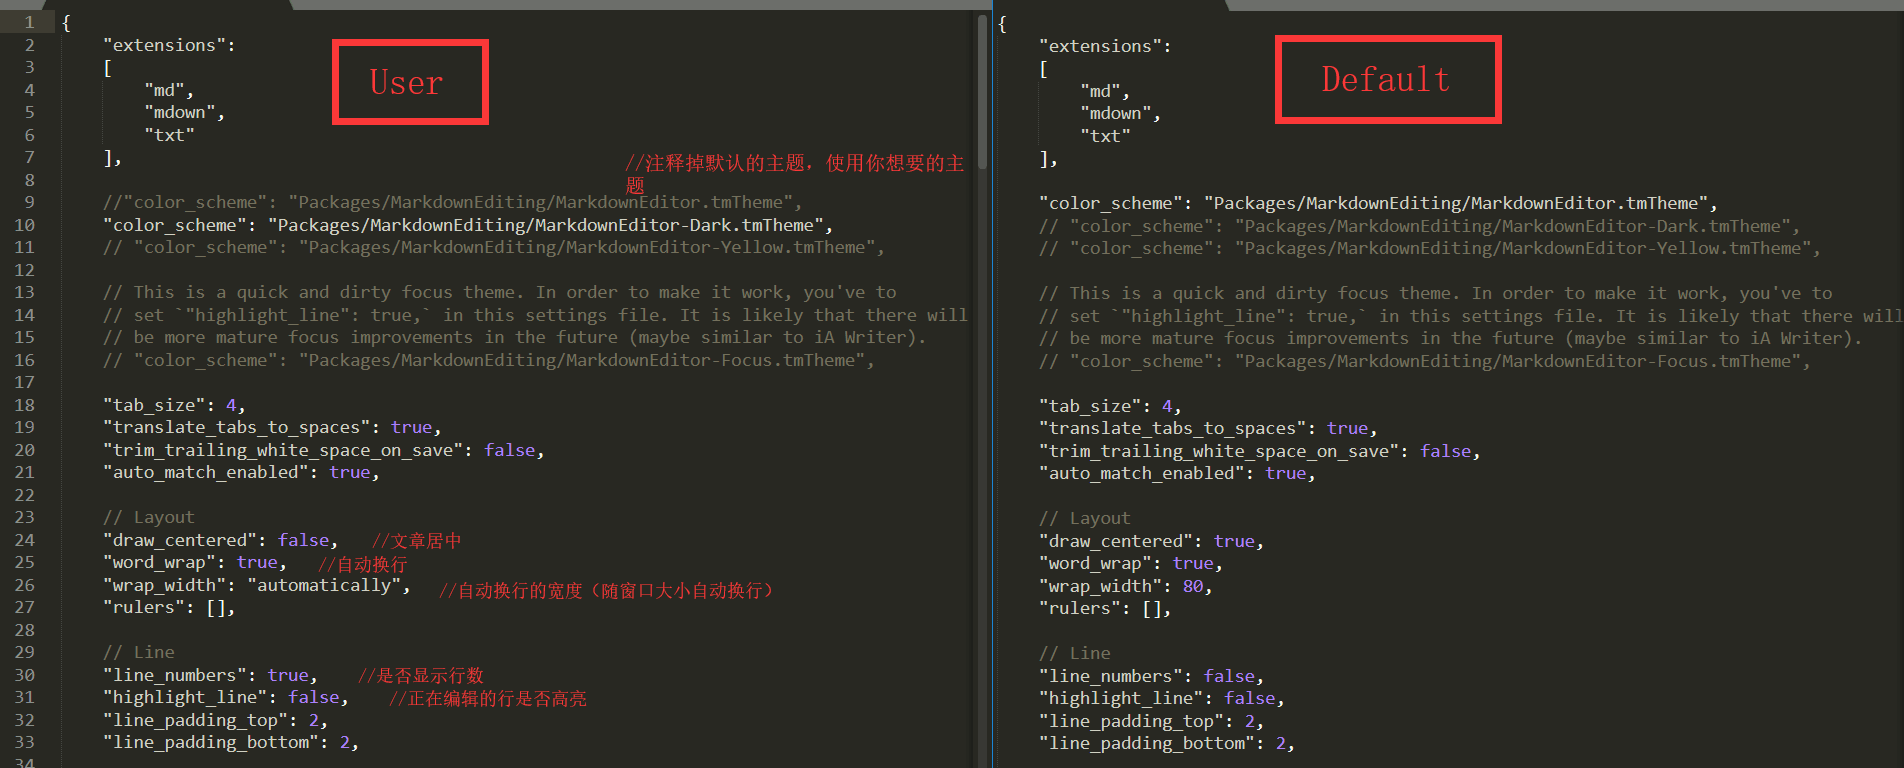 1 {
2 "extensions":
3 [
4 "md",
5 "mdown",
6 "txt"
7 ],
8
9 //"color_scheme": "Packages/MarkdownEditing/MarkdownEditor.tmTheme",
10 "color_scheme": "Packages/MarkdownEditing/MarkdownEditor-Dark.tmTheme",
11 // "color_scheme": "Packages/MarkdownEditing/MarkdownEditor-Yellow.tmTheme",
12
13 // This is a quick and dirty focus theme. In order to make it work, you've to
14 // set `"highlight_line": true,` in this settings file. It is likely that there will
15 // be more mature focus improvements in the future (maybe similar to iA Writer).
16 // "color_scheme": "Packages/MarkdownEditing/MarkdownEditor-Focus.tmTheme",
17
18 "tab_size": 4,
19 "translate_tabs_to_spaces": true,
20 "trim_trailing_white_space_on_save": false,
21 "auto_match_enabled": true,
22
23 // Layout
24 "draw_centered": false, //文章居中
25 "word_wrap": true, //自动换行
26 "wrap_width": "automatically", //自动换行的宽度（随窗口大小自动换行）
27 "rulers": [],
28
29 // Line
30 "line_numbers": true, //是否显示行数
31 "highlight_line": false, //正在编辑的行是否高亮
32 "line_padding_top": 2,
33 "line_padding_bottom": 2,
34
User
//注释掉默认的主题，使用你想要的主
题
{
"extensions":
[
"md",
"mdown",
"txt"
],
"color_scheme": "Packages/MarkdownEditing/MarkdownEditor.tmTheme",
// "color_scheme": "Packages/MarkdownEditing/MarkdownEditor-Dark.tmTheme",
// "color_scheme": "Packages/MarkdownEditing/MarkdownEditor-Yellow.tmTheme",
// This is a quick and dirty focus theme. In order to make it work, you've to
// set `"highlight_line": true,` in this settings file. It is likely that there will
// be more mature focus improvements in the future (maybe similar to iA Writer).
// "color_scheme": "Packages/MarkdownEditing/MarkdownEditor-Focus.tmTheme",
"tab_size": 4,
"translate_tabs_to_spaces": true,
"trim_trailing_white_space_on_save": false,
"auto_match_enabled": true,
// Layout
"draw_centered": true,
"word_wrap": true,
"wrap_width": 80,
"rulers": [],
// Line
"line_numbers": false,
"highlight_line": false,
"line_padding_top": 2,
"line_padding_bottom": 2,
Default